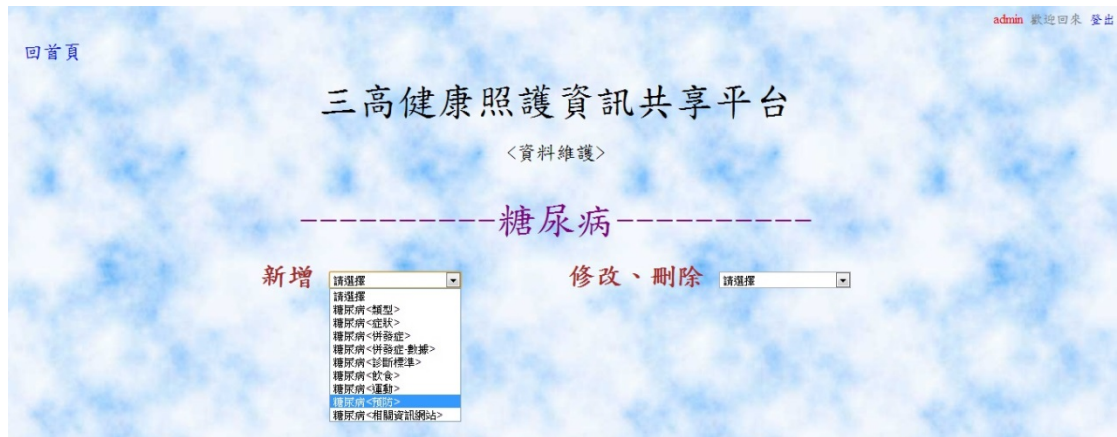 admin 歡迎回來 登出
回首頁
三高健康照護資訊共享平台
<資料維護>
----------糖尿病----------
新增 請選擇 修改、刪除 請選擇
請選擇
糖尿病<類型>
糖尿病<症狀>
糖尿病<併發症>
糖尿病<併發症-數據>
糖尿病<診斷標準>
糖尿病<飲食>
糖尿病<運動>
糖尿病<預防>
糖尿病<相關資訊網站>